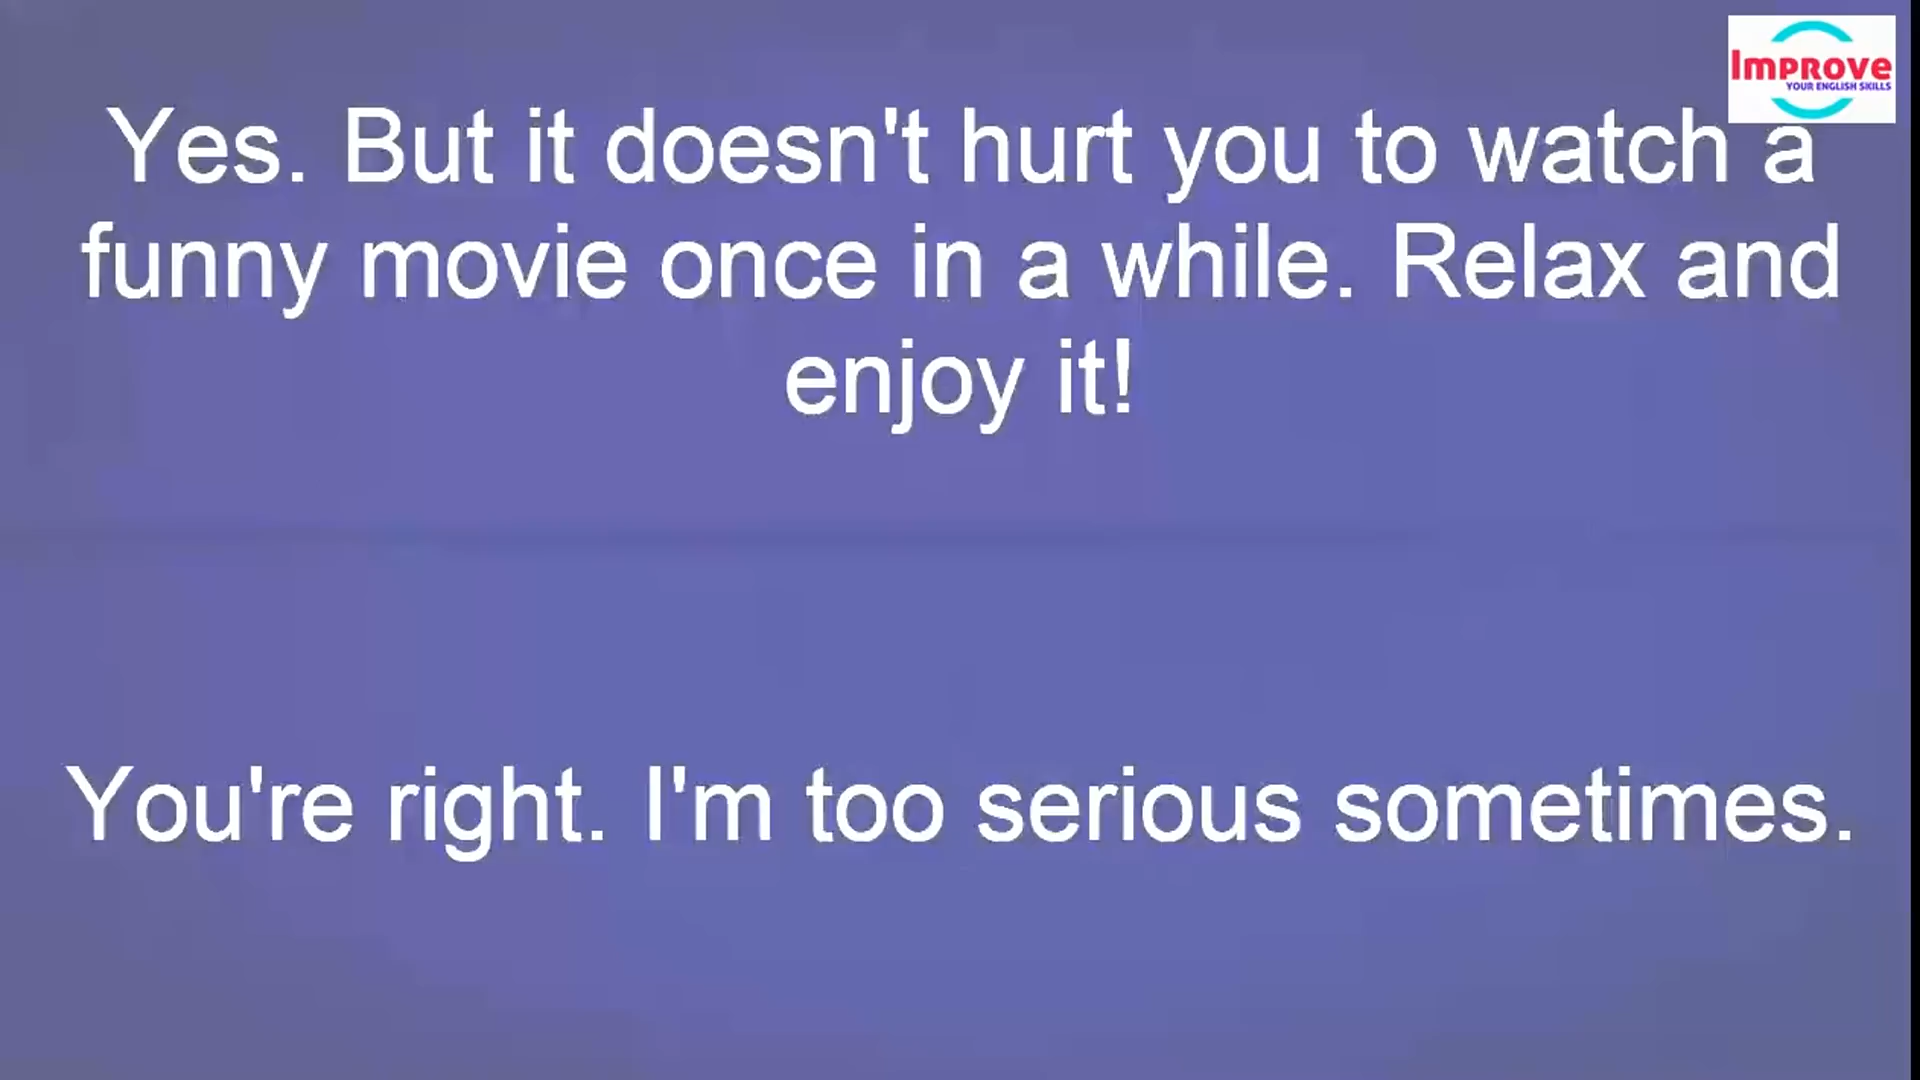 Improve
YOUR ENGLISH SKILLS
Yes. But it doesn't hurt you to watch a
funny movie once in a while. Relax and
enjoy it!
You're right. I'm too serious sometimes.